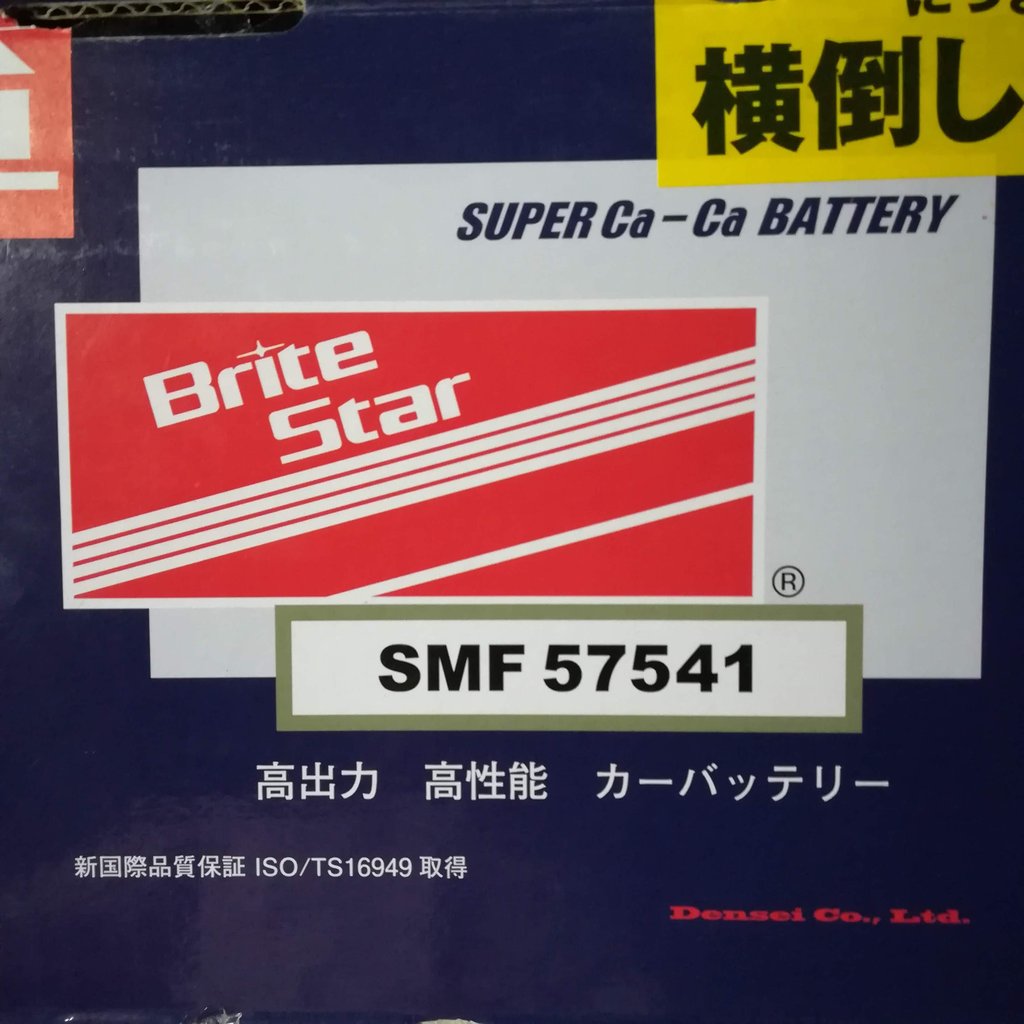 横倒し
SUPER Ca-Ca BATTERY
Brite
Star
®
SMF 57541
高出力 高性能 カーバッテリー
新国際品質保証 ISO/TS16949 取得
Densei Co., Ltd.